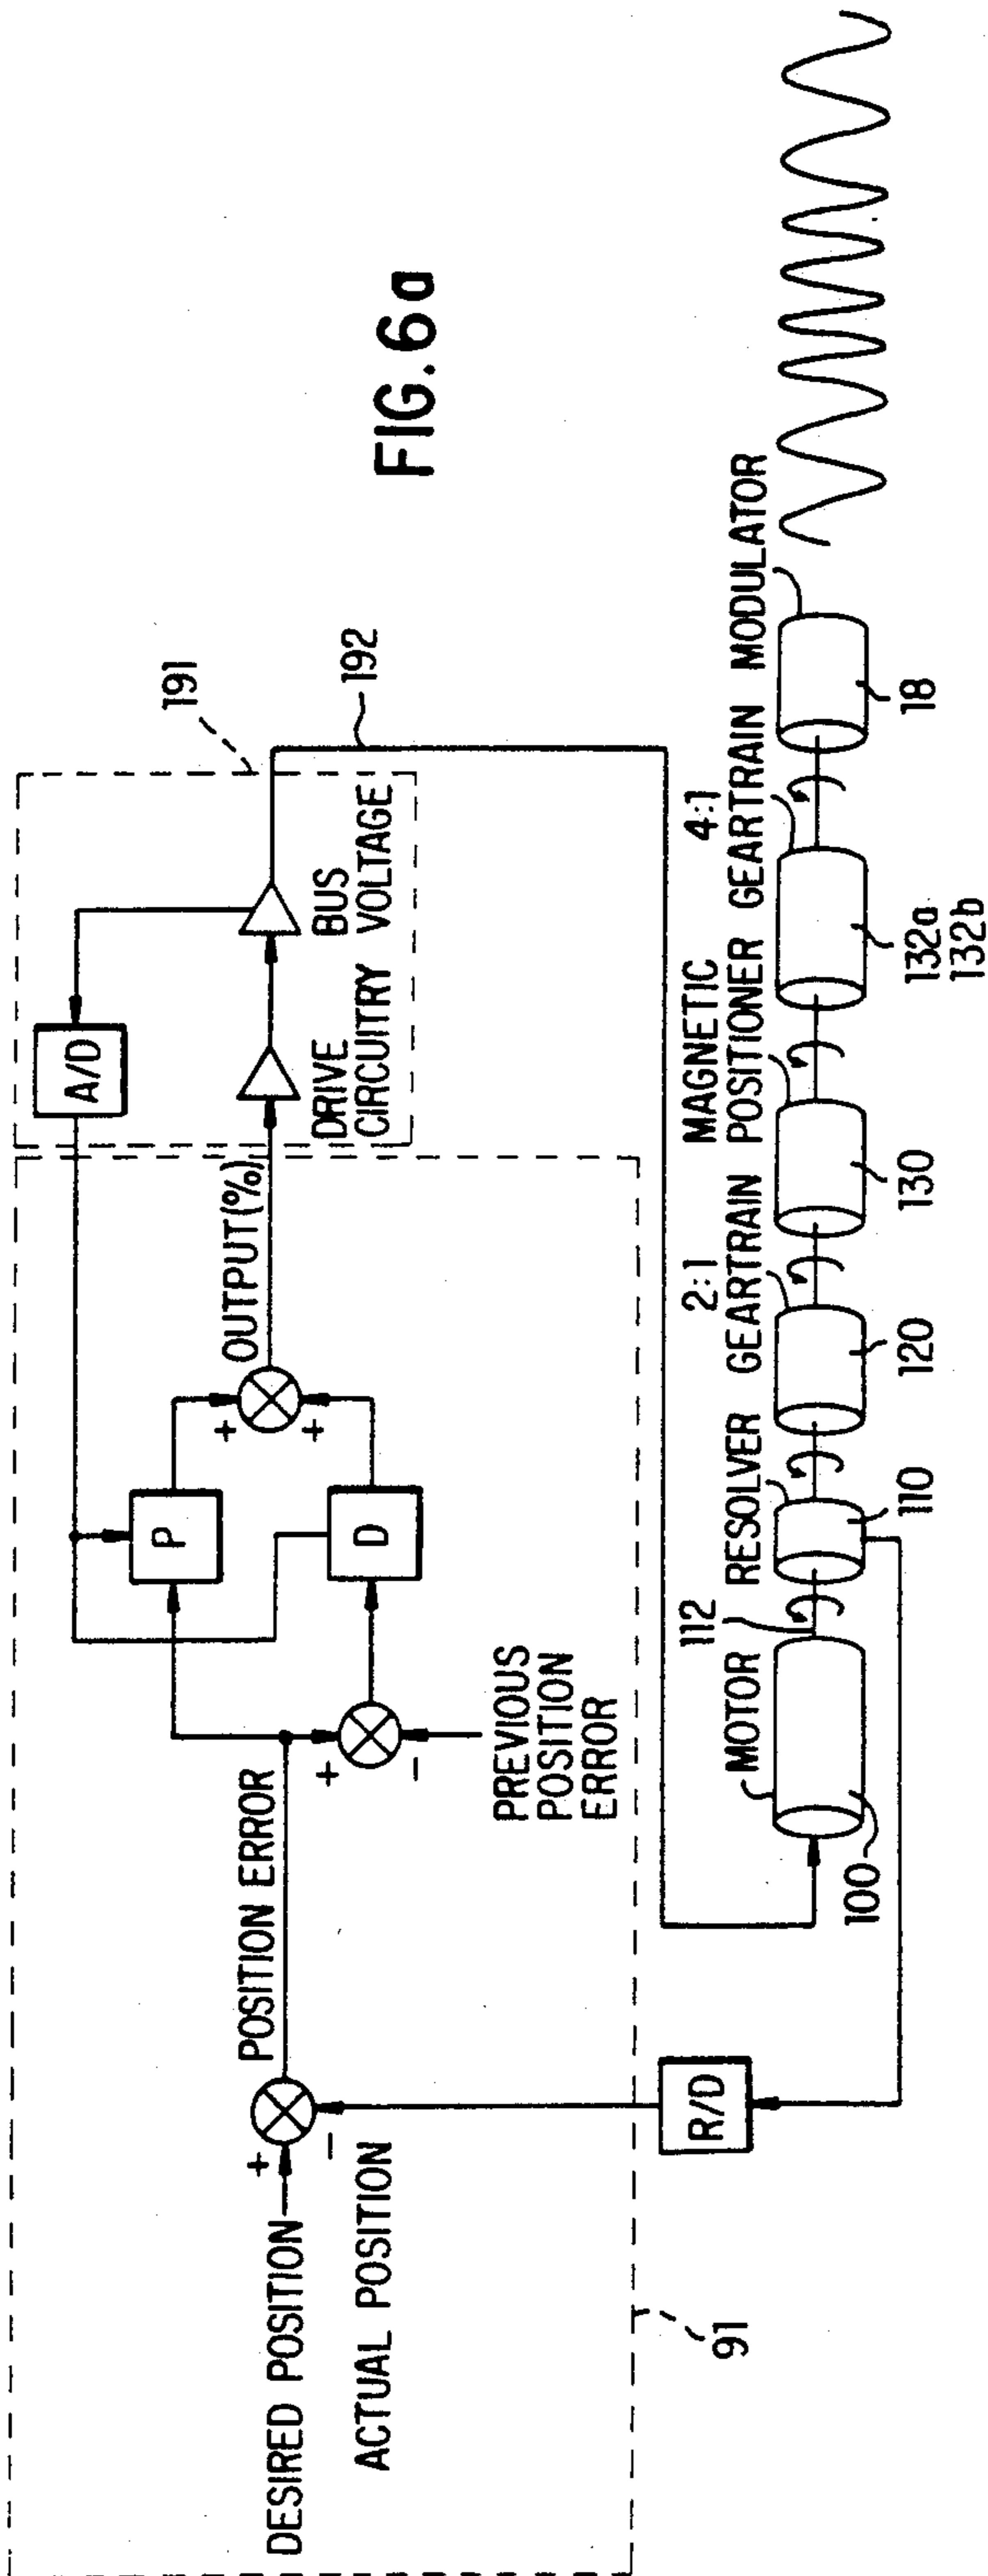 FIG. 6a
191
192
A/D
DRIVE
CIRCUITRY
BUS
VOLTAGE
OUTPUT(%)
+
+
P
D
POSITION ERROR
+
−
PREVIOUS
POSITION
ERROR
+
−
DESIRED POSITION
ACTUAL POSITION
91
R/D
MOTOR
112
100
RESOLVER
110
2:1
GEARTRAIN
120
MAGNETIC
POSITIONER
130
4:1
GEARTRAIN
132a
132b
MODULATOR
18